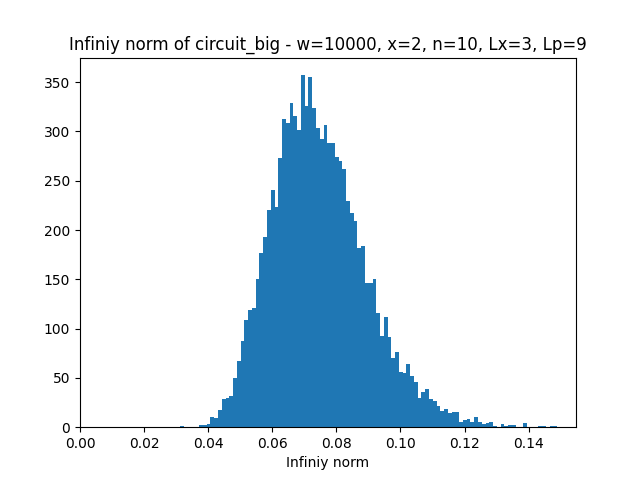 Infiniy norm of circuit_big - w=10000, x=2, n=10, Lx=3, Lp=9
350
300
250
200
150
100
50
0
0.00 0.02 0.04 0.06 0.08 0.10 0.12 0.14
Infiniy norm